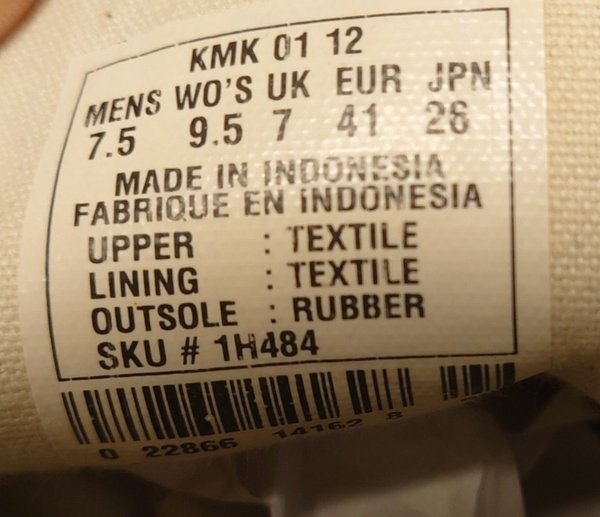 KMK 01 12
MENS WO'S UK EUR JPN
7.5 9.5 7 41 26
MADE IN INDONESIA
FABRIQUE EN INDONESIA
UPPER : TEXTILE
LINING : TEXTILE
OUTSOLE : RUBBER
SKU # 1H484
0 22866 14162 8